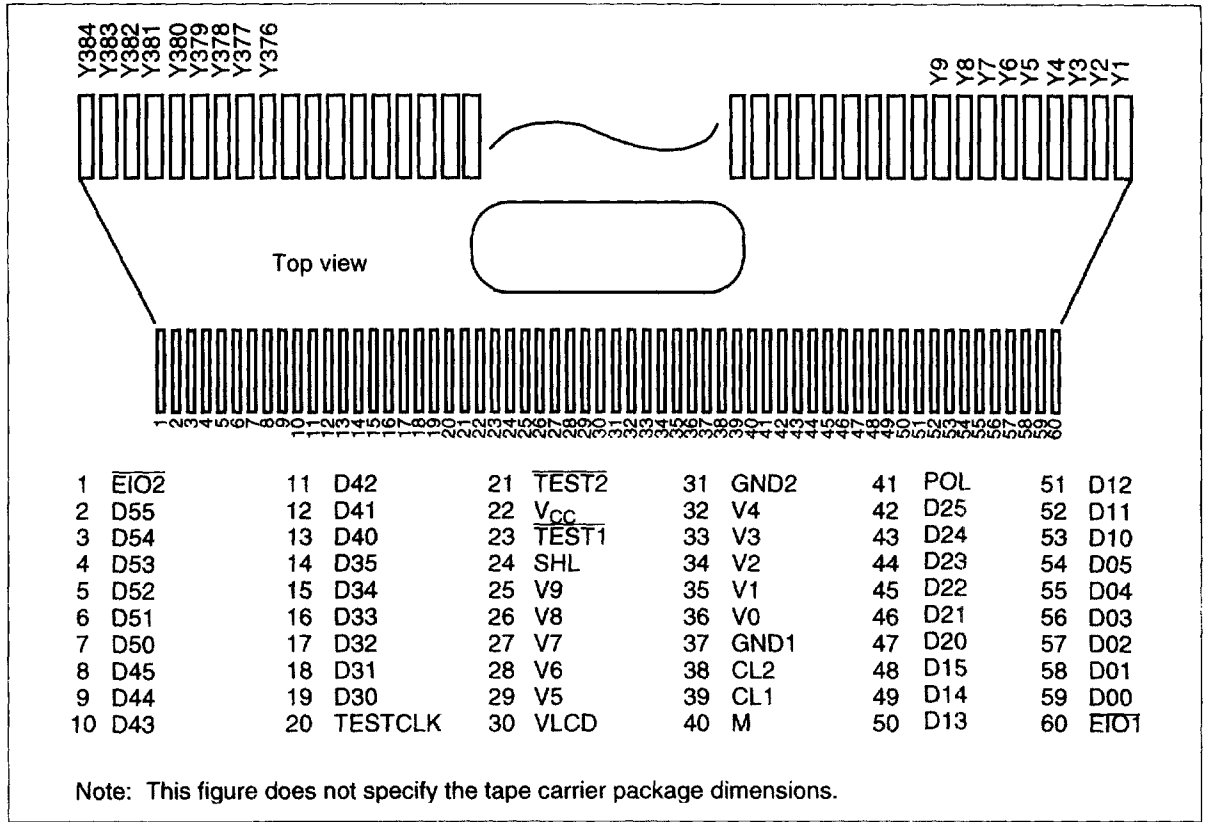 Y384 Y383 Y382 Y381 Y380 Y379 Y378 Y377 Y376 Y9 Y8 Y7 Y6 Y5 Y4 Y3 Y2 Y1
Top view
1 2 3 4 5 6 7 8 9 10 11 12 13 14 15 16 17 18 19 20 21 22 23 24 25 26 27 28 29 30 31 32 33 34 35 36 37 38 39 40 41 42 43 44 45 46 47 48 49 50 51 52 53 54 55 56 57 58 59 60
1 E̅I̅O̅2̅ 11 D42 21 T̅E̅S̅T̅2̅ 31 GND2 41 POL 51 D12
2 D55 12 D41 22 VCC 32 V4 42 D25 52 D11
3 D54 13 D40 23 T̅E̅S̅T̅1̅ 33 V3 43 D24 53 D10
4 D53 14 D35 24 SHL 34 V2 44 D23 54 D05
5 D52 15 D34 25 V9 35 V1 45 D22 55 D04
6 D51 16 D33 26 V8 36 V0 46 D21 56 D03
7 D50 17 D32 27 V7 37 GND1 47 D20 57 D02
8 D45 18 D31 28 V6 38 CL2 48 D15 58 D01
9 D44 19 D30 29 V5 39 CL1 49 D14 59 D00
10 D43 20 TESTCLK 30 VLCD 40 M 50 D13 60 E̅I̅O̅1̅
Note: This figure does not specify the tape carrier package dimensions.